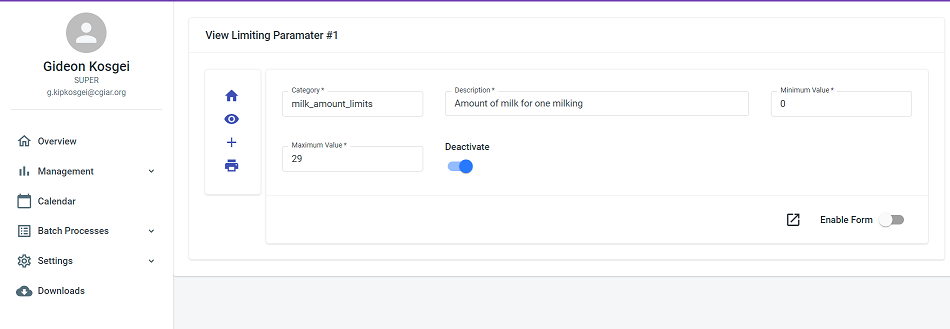 Gideon Kosgei
SUPER
g.kipkosgei@cgiar.org
Overview
Management
Calendar
Batch Processes
Settings
Downloads
View Limiting Paramater #1
Category *
milk_amount_limits
Description *
Amount of milk for one milking
Minimum Value *
0
Maximum Value *
29
Deactivate
Enable Form